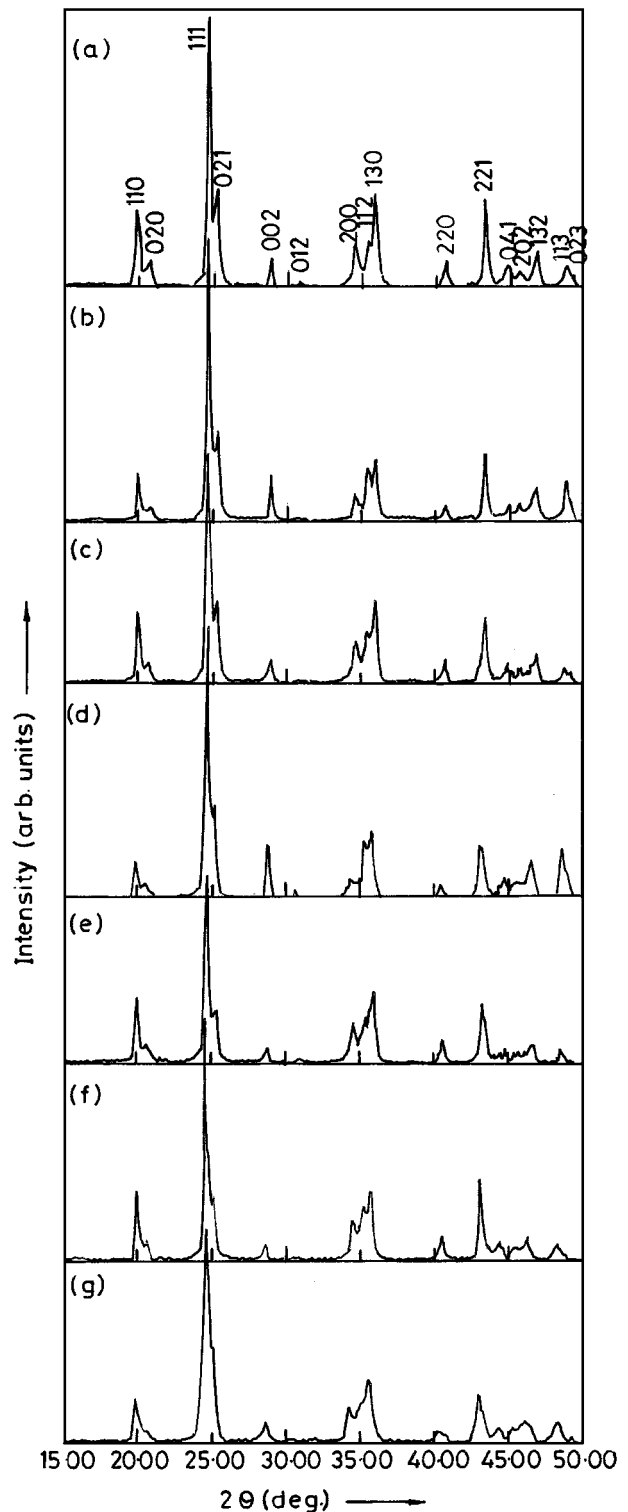 (a)
110
020
111
021
002
012
200
112
130
220
221
041
202
132
113
023
(b)
(c)
(d)
(e)
(f)
(g)
Intensity (arb. units)
15·00 20·00 25·00 30·00 35·00 40·00 45·00 50·00
2θ (deg.)